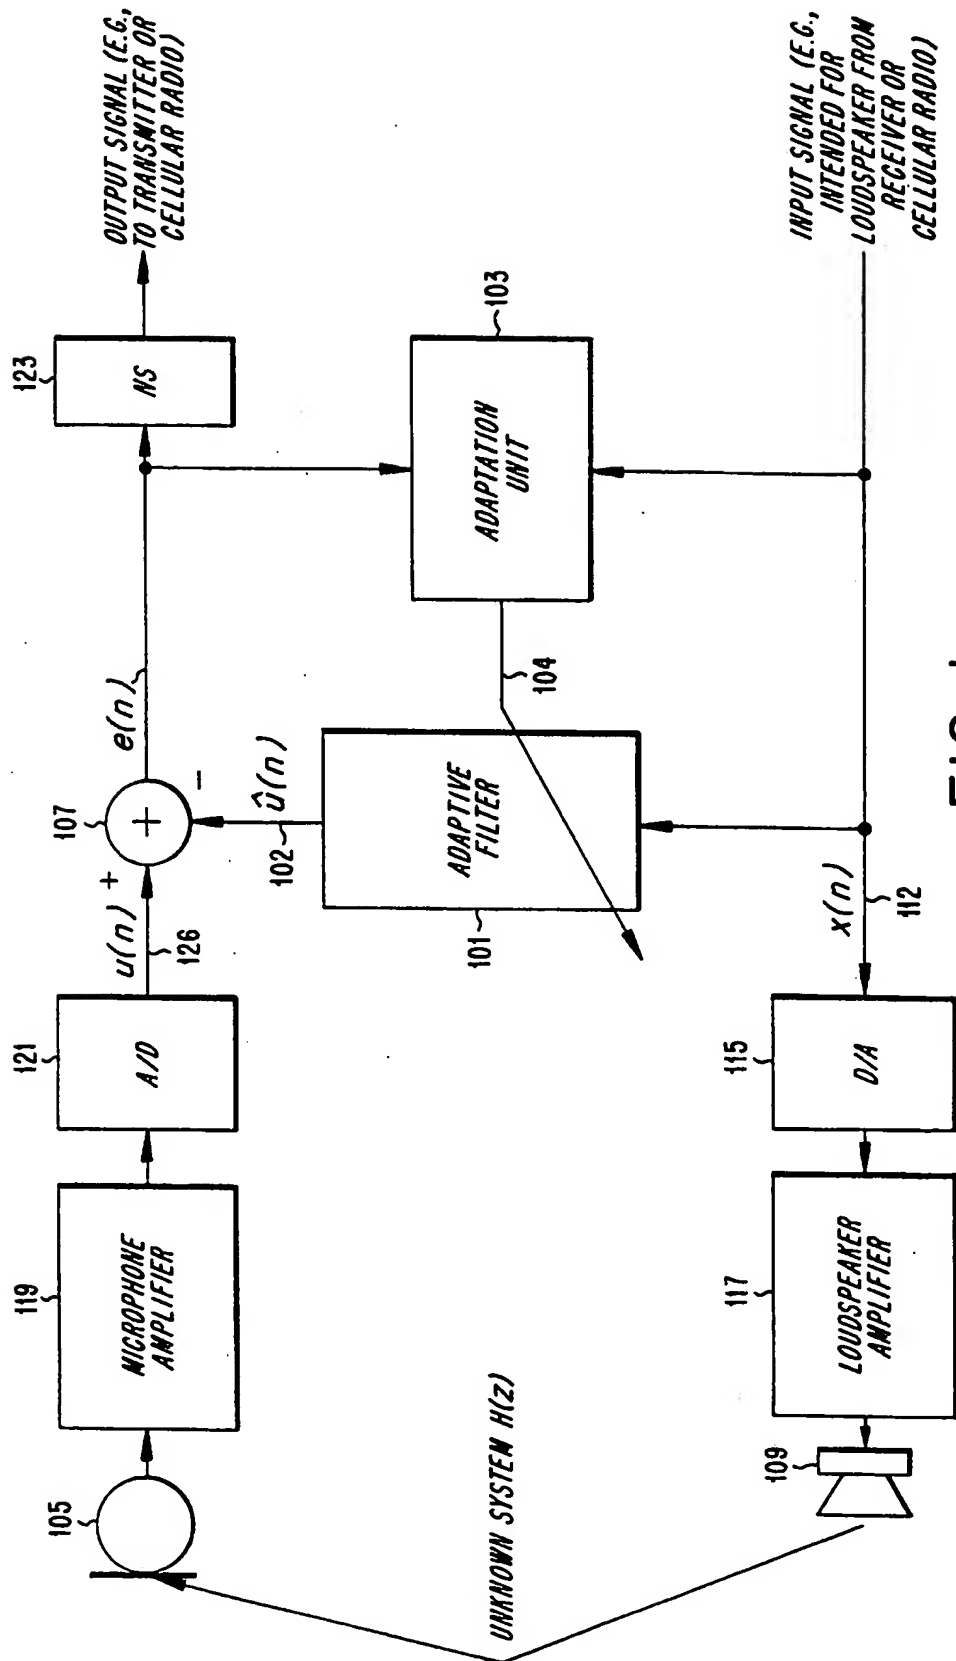 105
119
MICROPHONE
AMPLIFIER
121
A/D
u(n)
+
126
107
+
-
e(n)
123
NS
OUTPUT SIGNAL (E.G.,
TO TRANSMITTER OR
CELLULAR RADIO)
û(n)
102
ADAPTIVE
FILTER
101
104
ADAPTATION
UNIT
103
UNKNOWN SYSTEM H(z)
109
117
LOUDSPEAKER
AMPLIFIER
115
D/A
x(n)
112
INPUT SIGNAL (E.G.,
INTENDED FOR
LOUDSPEAKER FROM
RECEIVER OR
CELLULAR RADIO)